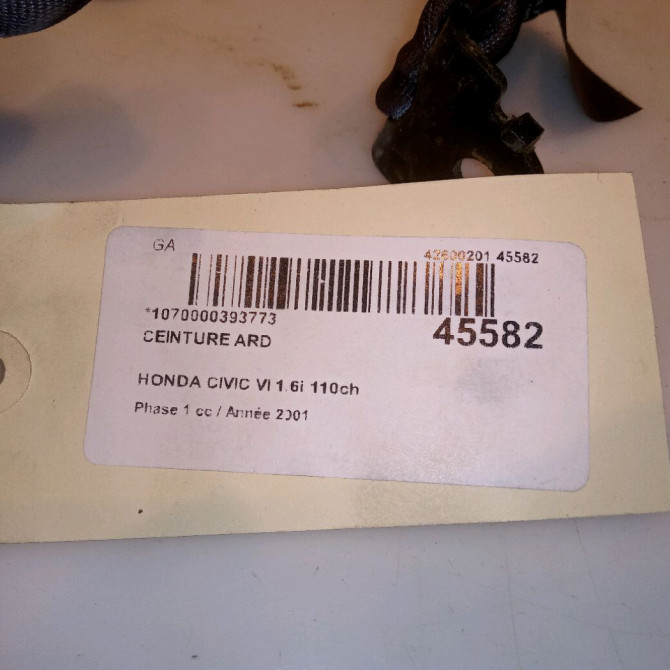 GA
42600201 45582
*1070000393773
45582
CEINTURE ARD
HONDA CIVIC VI 1.6i 110ch
Phase 1 cc / Année 2001